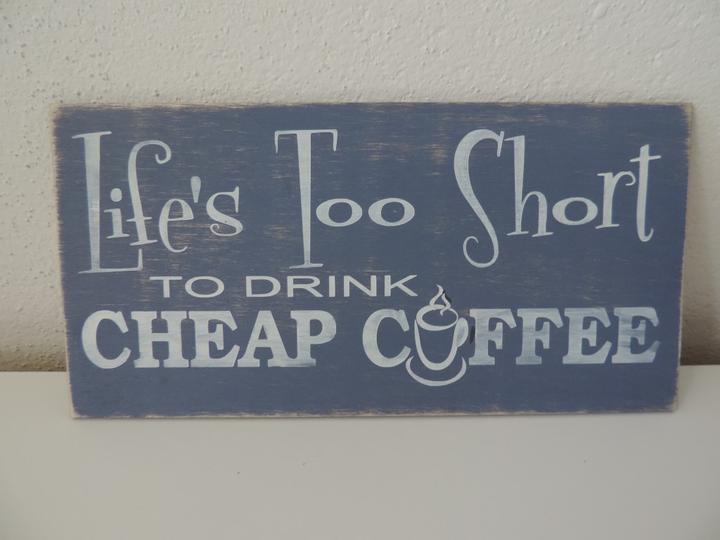 Life's Too Short
TO DRINK
CHEAP COFFEE